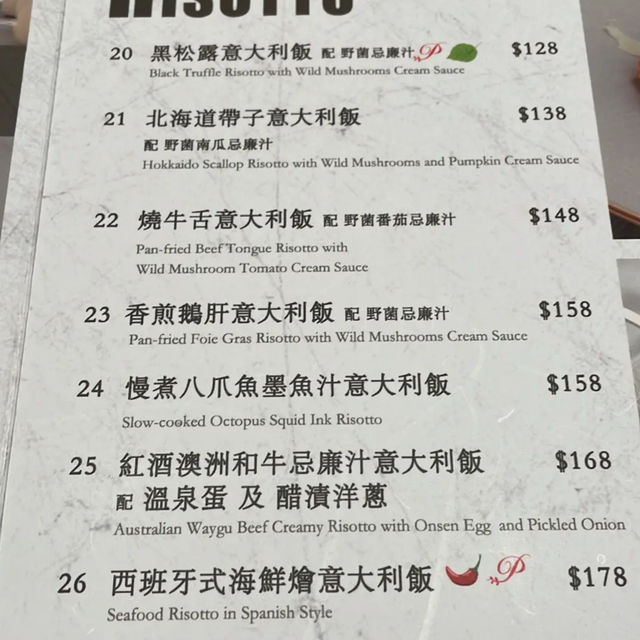 RISOTTO
20 黑松露意大利飯 配 野菌忌廉汁 P $128
Black Truffle Risotto with Wild Mushrooms Cream Sauce
21 北海道帶子意大利飯 $138
配 野菌南瓜忌廉汁
Hokkaido Scallop Risotto with Wild Mushrooms and Pumpkin Cream Sauce
22 燒牛舌意大利飯 配 野菌番茄忌廉汁 $148
Pan-fried Beef Tongue Risotto with
Wild Mushroom Tomato Cream Sauce
23 香煎鵝肝意大利飯 配 野菌忌廉汁 $158
Pan-fried Foie Gras Risotto with Wild Mushrooms Cream Sauce
24 慢煮八爪魚墨魚汁意大利飯 $158
Slow-cooked Octopus Squid Ink Risotto
25 紅酒澳洲和牛忌廉汁意大利飯 $168
配 溫泉蛋 及 醋漬洋蔥
Australian Waygu Beef Creamy Risotto with Onsen Egg and Pickled Onion
26 西班牙式海鮮燴意大利飯 P $178
Seafood Risotto in Spanish Style